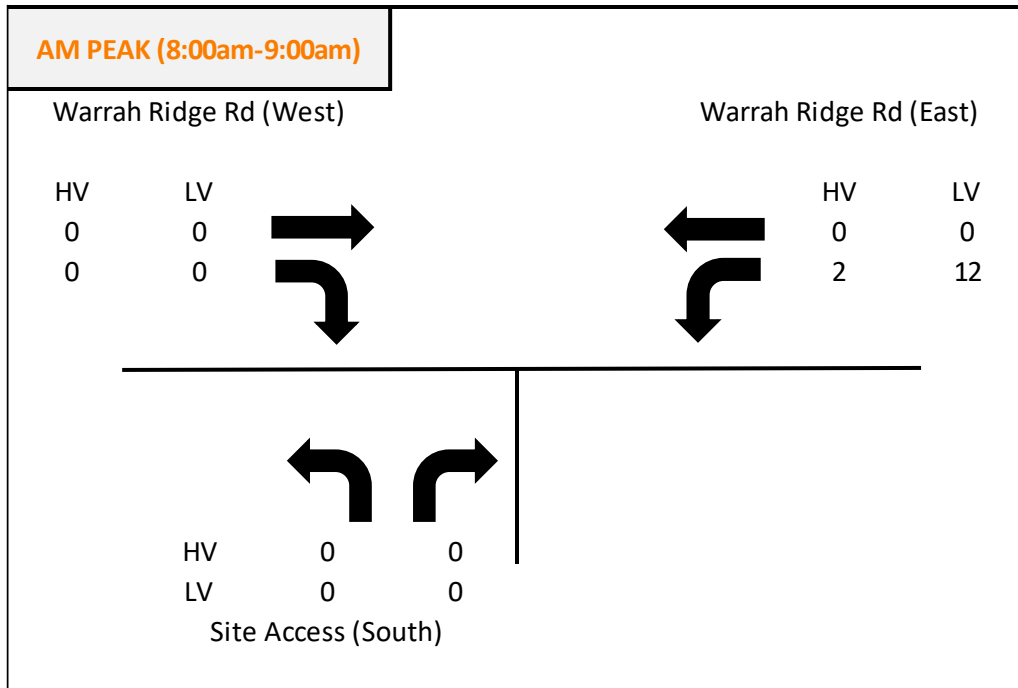 AM PEAK (8:00am-9:00am)
Warrah Ridge Rd (West) Warrah Ridge Rd (East)
HV LV HV LV
0 0 0 0
0 0 2 12
HV 0 0
LV 0 0
Site Access (South)